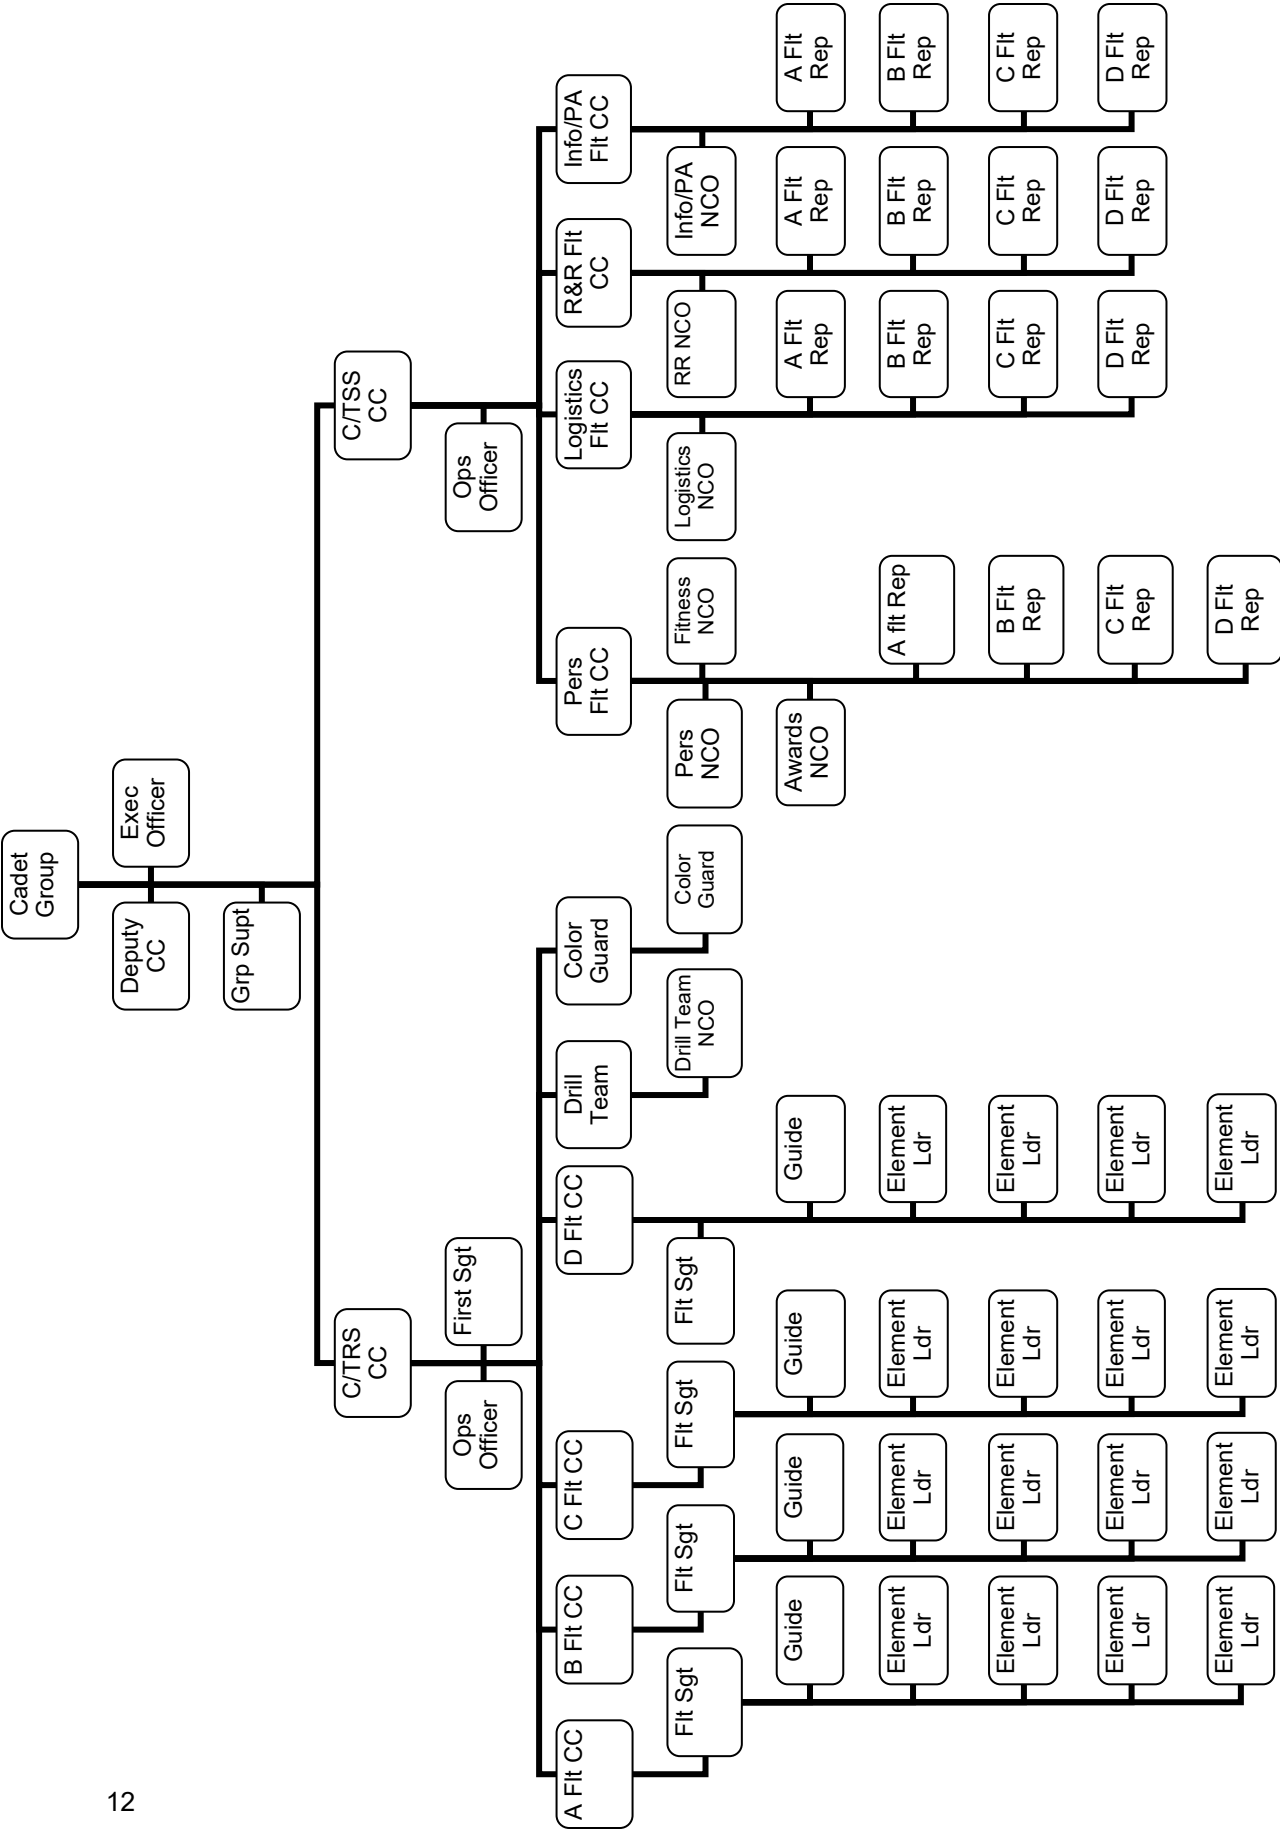 Cadet
Group
Deputy
CC
Exec
Officer
Grp Supt
C/TRS
CC
C/TSS
CC
Ops
Officer
First Sgt
Ops
Officer
A Flt CC
B Flt CC
C Flt CC
D Flt CC
Drill
Team
Color
Guard
Pers
Flt CC
Logistics
Flt CC
R&R Flt
CC
Info/PA
Flt CC
Flt Sgt
Flt Sgt
Flt Sgt
Flt Sgt
Drill Team
NCO
Color
Guard
Pers
NCO
Fitness
NCO
Logistics
NCO
RR NCO
Info/PA
NCO
Guide
Guide
Guide
Guide
Awards
NCO
A Flt
Rep
A Flt
Rep
A Flt
Rep
Element
Ldr
Element
Ldr
Element
Ldr
Element
Ldr
A flt Rep
B Flt
Rep
B Flt
Rep
B Flt
Rep
Element
Ldr
Element
Ldr
Element
Ldr
Element
Ldr
B Flt
Rep
C Flt
Rep
C Flt
Rep
C Flt
Rep
Element
Ldr
Element
Ldr
Element
Ldr
Element
Ldr
C Flt
Rep
D Flt
Rep
D Flt
Rep
D Flt
Rep
Element
Ldr
Element
Ldr
Element
Ldr
Element
Ldr
D Flt
Rep
12